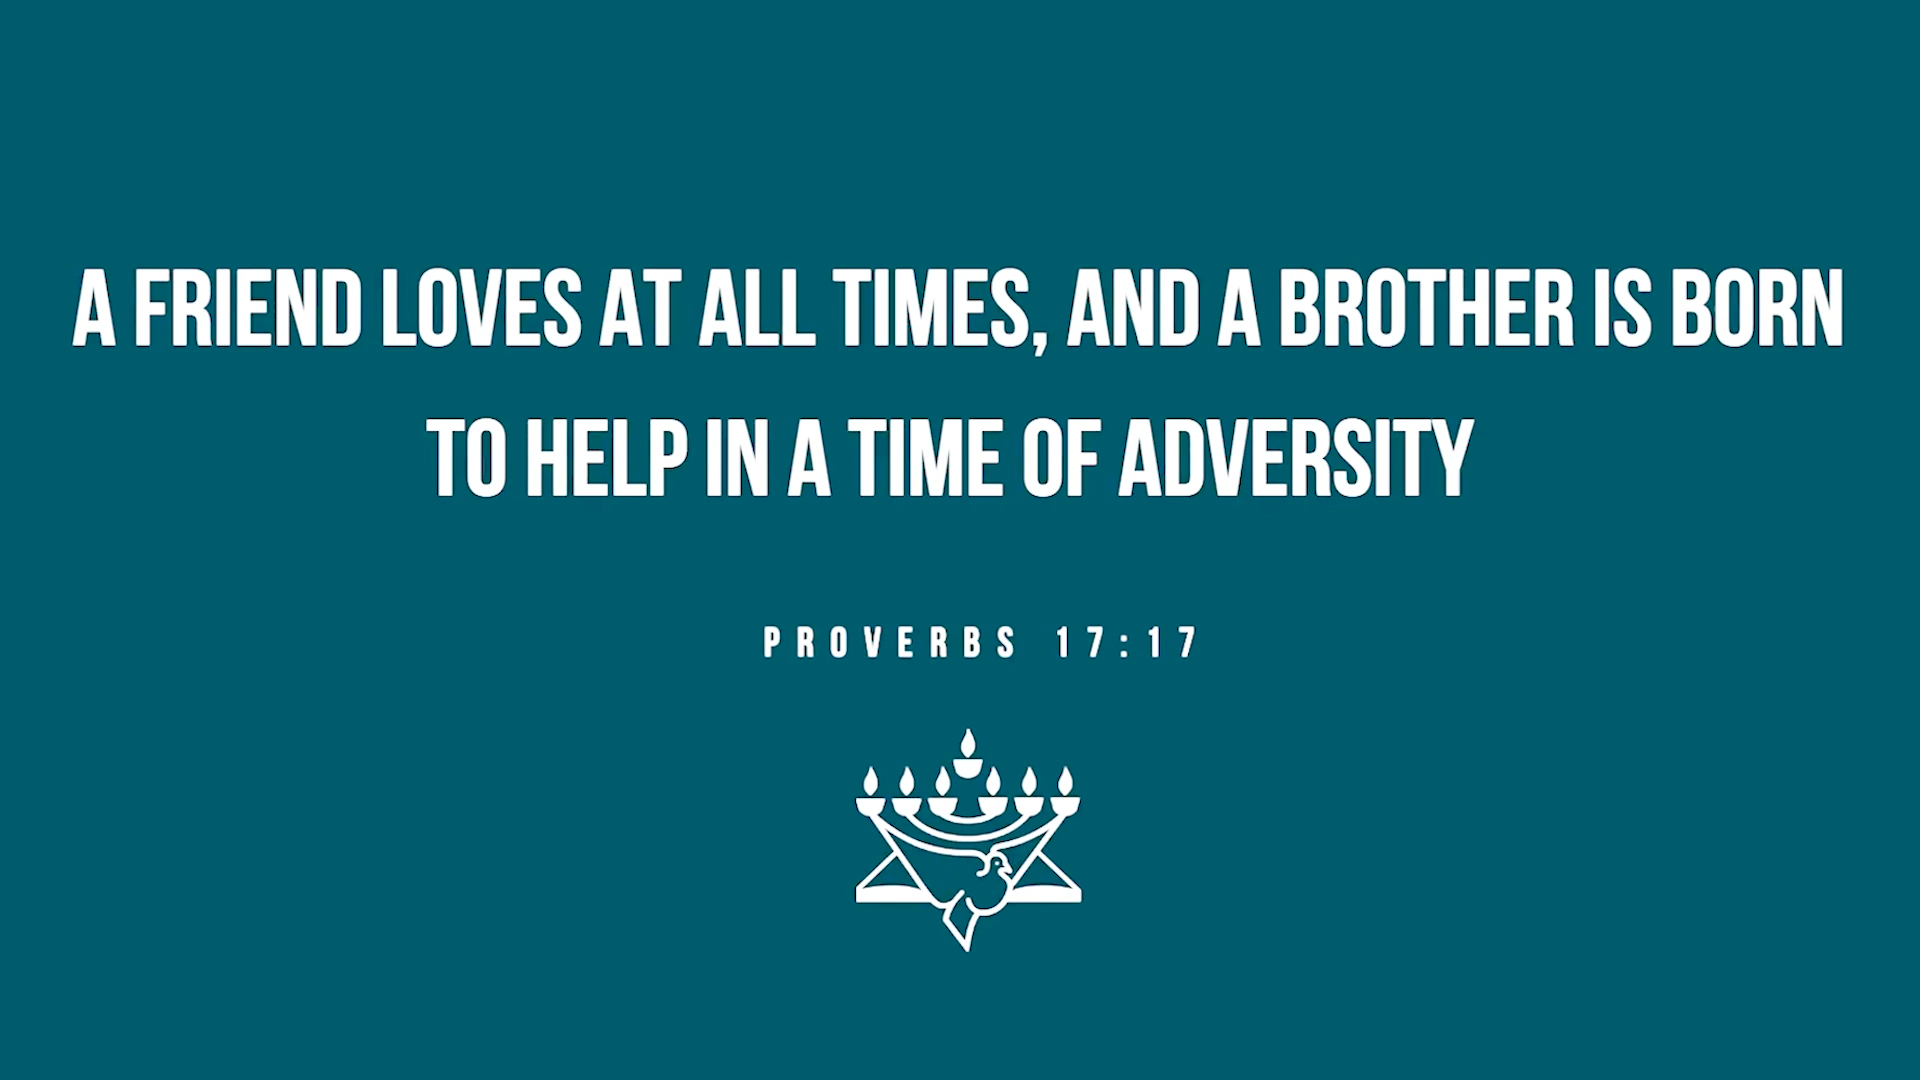 A FRIEND LOVES AT ALL TIMES, AND A BROTHER IS BORN
TO HELP IN A TIME OF ADVERSITY
PROVERBS 17:17